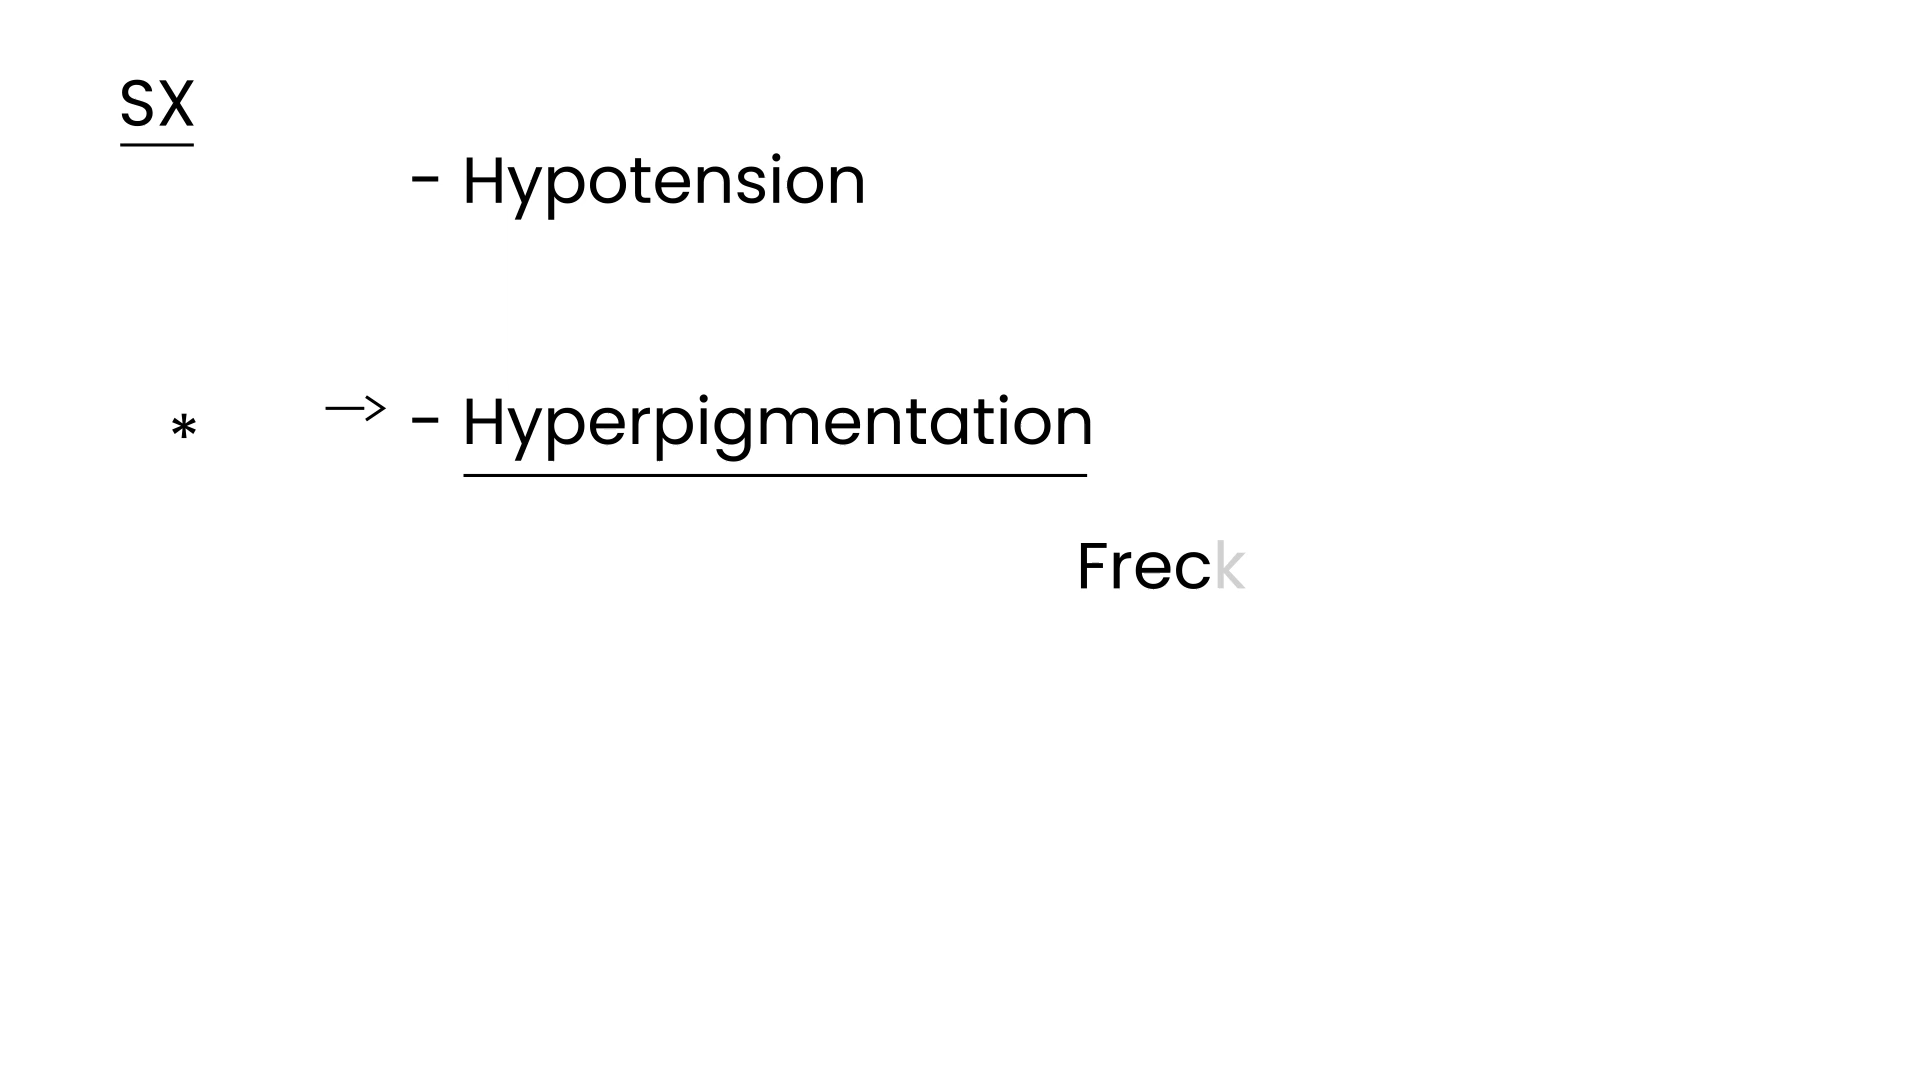 SX
- Hypotension
* → - Hyperpigmentation
Freck